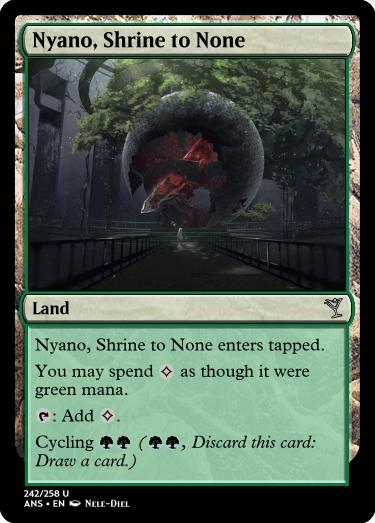 Nyano, Shrine to None
Land
Nyano, Shrine to None enters tapped.
You may spend {C} as though it were
green mana.
{T}: Add {C}.
Cycling {G}{G} ({G}{G}, Discard this card:
Draw a card.)
242/258 U
ANS • EN Nele-Diel